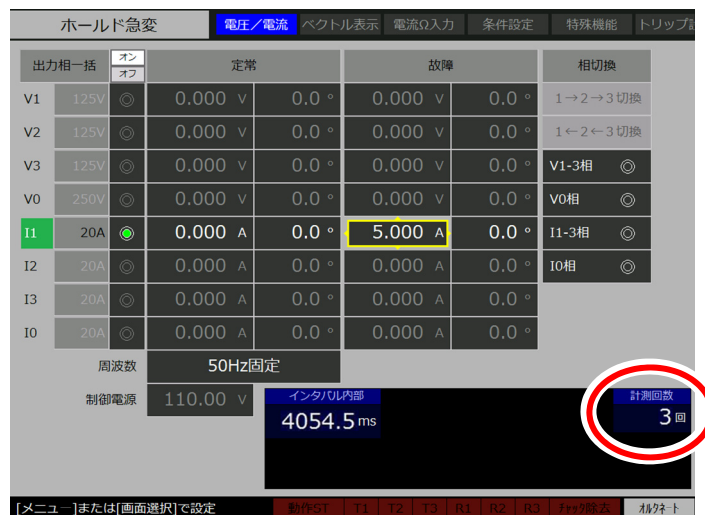 ホールド急変 電圧／電流 ベクトル表示 電流Ω入力 条件設定 特殊機能 トリップ
出力相一括 オン オフ 定常 故障 相切換
V1 125V ◎ 0.000 V 0.0 ° 0.000 V 0.0 ° 1→2→3切換
V2 125V ◎ 0.000 V 0.0 ° 0.000 V 0.0 ° 1←2←3切換
V3 125V ◎ 0.000 V 0.0 ° 0.000 V 0.0 ° V1-3相 ◎
V0 250V ◎ 0.000 V 0.0 ° 0.000 V 0.0 ° V0相 ◎
I1 20A ◎ 0.000 A 0.0 ° 5.000 A 0.0 ° I1-3相 ◎
I2 20A ◎ 0.000 A 0.0 ° 0.000 A 0.0 ° I0相 ◎
I3 20A ◎ 0.000 A 0.0 ° 0.000 A 0.0 °
I0 20A ◎ 0.000 A 0.0 ° 0.000 A 0.0 °
周波数 50Hz固定
制御電源 110.00 V インタバル内部 計測回数
4054.5 ms 3 回
[メニュー]または[画面選択]で設定 動作ST T1 T2 T3 R1 R2 R3 ﾁｬﾀ除去 ｵﾙﾀﾈｰﾄ